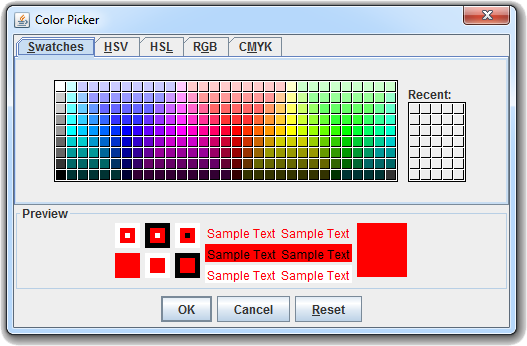 Color Picker
Swatches HSV HSL RGB CMYK
Recent:
Preview
Sample Text Sample Text
Sample Text Sample Text
Sample Text Sample Text
OK Cancel Reset